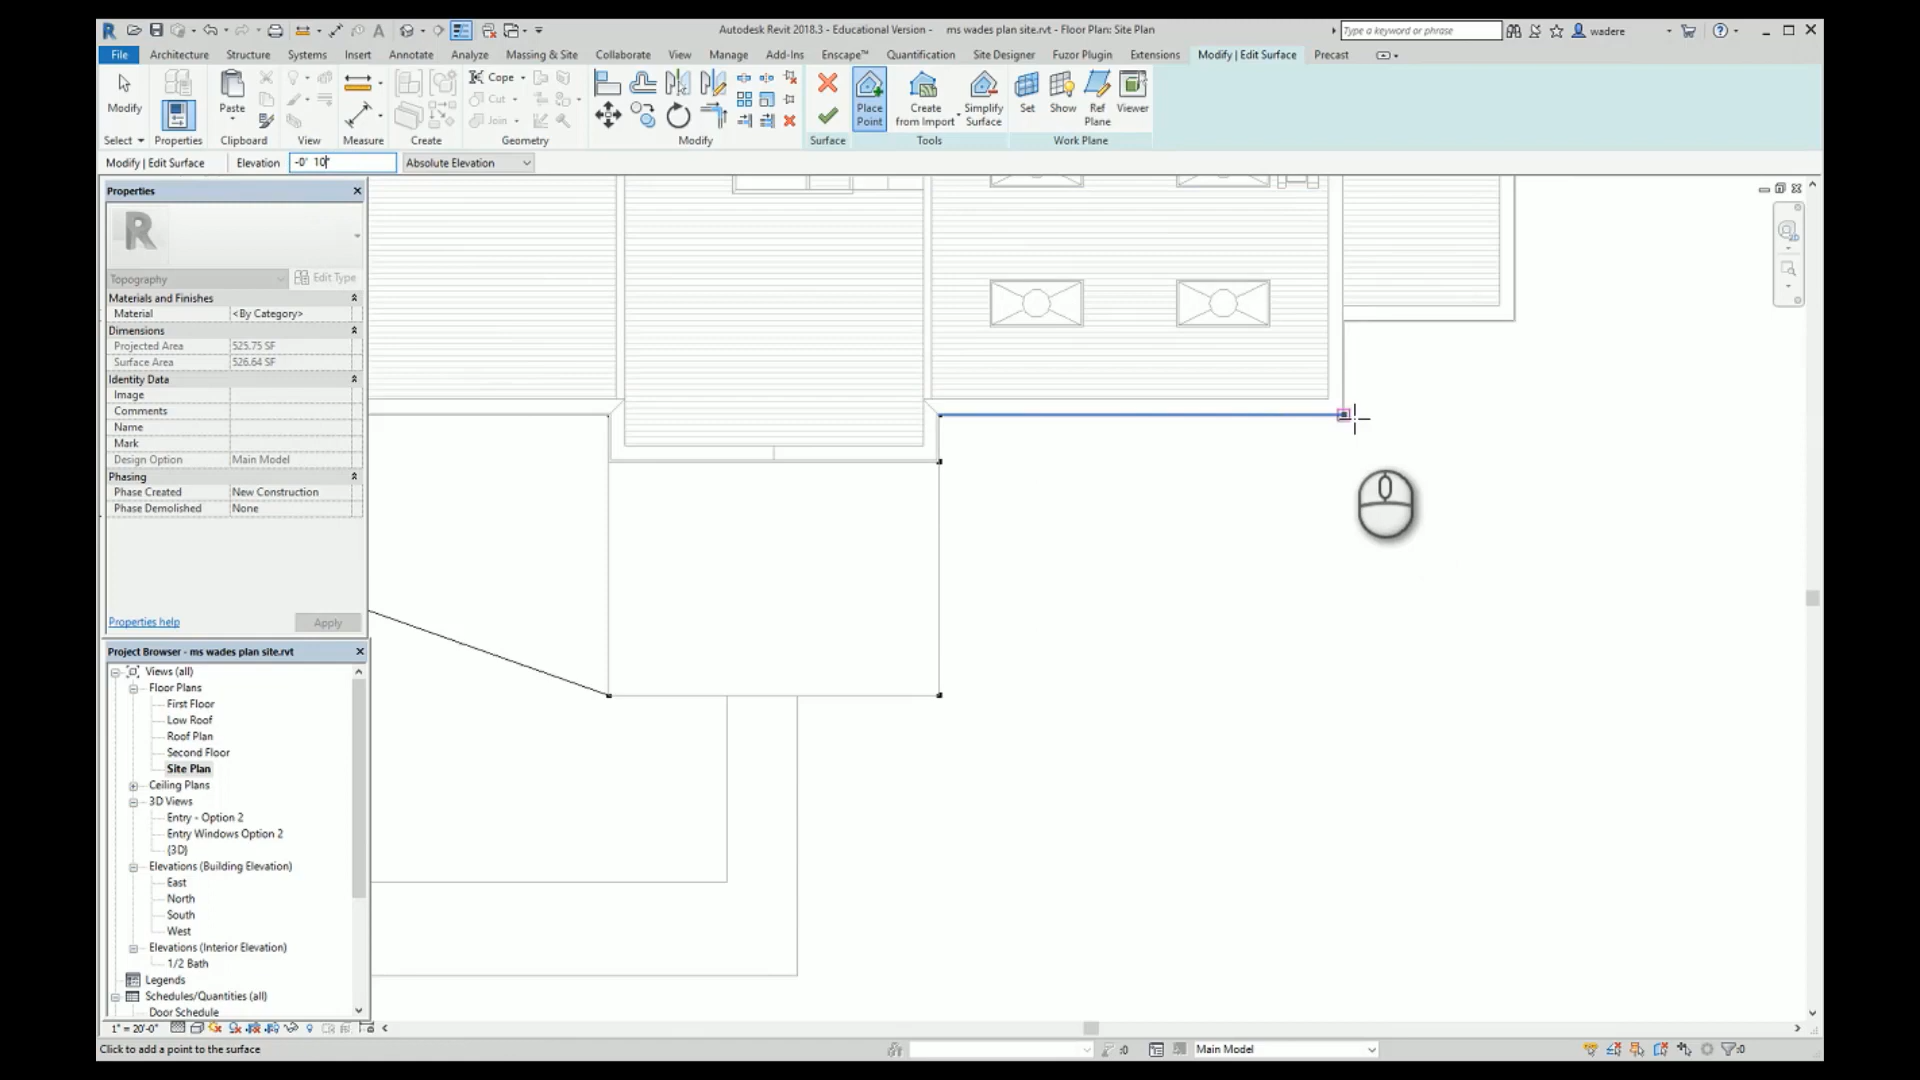 Autodesk Revit 2018.3 - Educational Version - ms wades plan site.rvt - Floor Plan: Site Plan
Type a keyword or phrase
wadere
File Architecture Structure Systems Insert Annotate Analyze Massing & Site Collaborate View Manage Add-Ins Enscape™ Quantification Site Designer Fuzor Plugin Extensions Modify | Edit Surface Precast
Modify
Paste
Cope
Cut
Join
Place Point
Create from Import
Simplify Surface
Set
Show
Ref Plane
Viewer
Select Properties Clipboard View Measure Create Geometry Modify Surface Tools Work Plane
Modify | Edit Surface Elevation -0' 10" Absolute Elevation
Properties
Topography Edit Type
Materials and Finishes
Material <By Category>
Dimensions
Projected Area 525.75 SF
Surface Area 526.64 SF
Identity Data
Image
Comments
Name
Mark
Design Option Main Model
Phasing
Phase Created New Construction
Phase Demolished None
Properties help Apply
Project Browser - ms wades plan site.rvt
Views (all)
Floor Plans
First Floor
Low Roof
Roof Plan
Second Floor
Site Plan
Ceiling Plans
3D Views
Entry - Option 2
Entry Windows Option 2
{3D}
Elevations (Building Elevation)
East
North
South
West
Elevations (Interior Elevation)
1/2 Bath
Legends
Schedules/Quantities (all)
Door Schedule
1" = 20'-0"
Click to add a point to the surface
:0
Main Model
:0